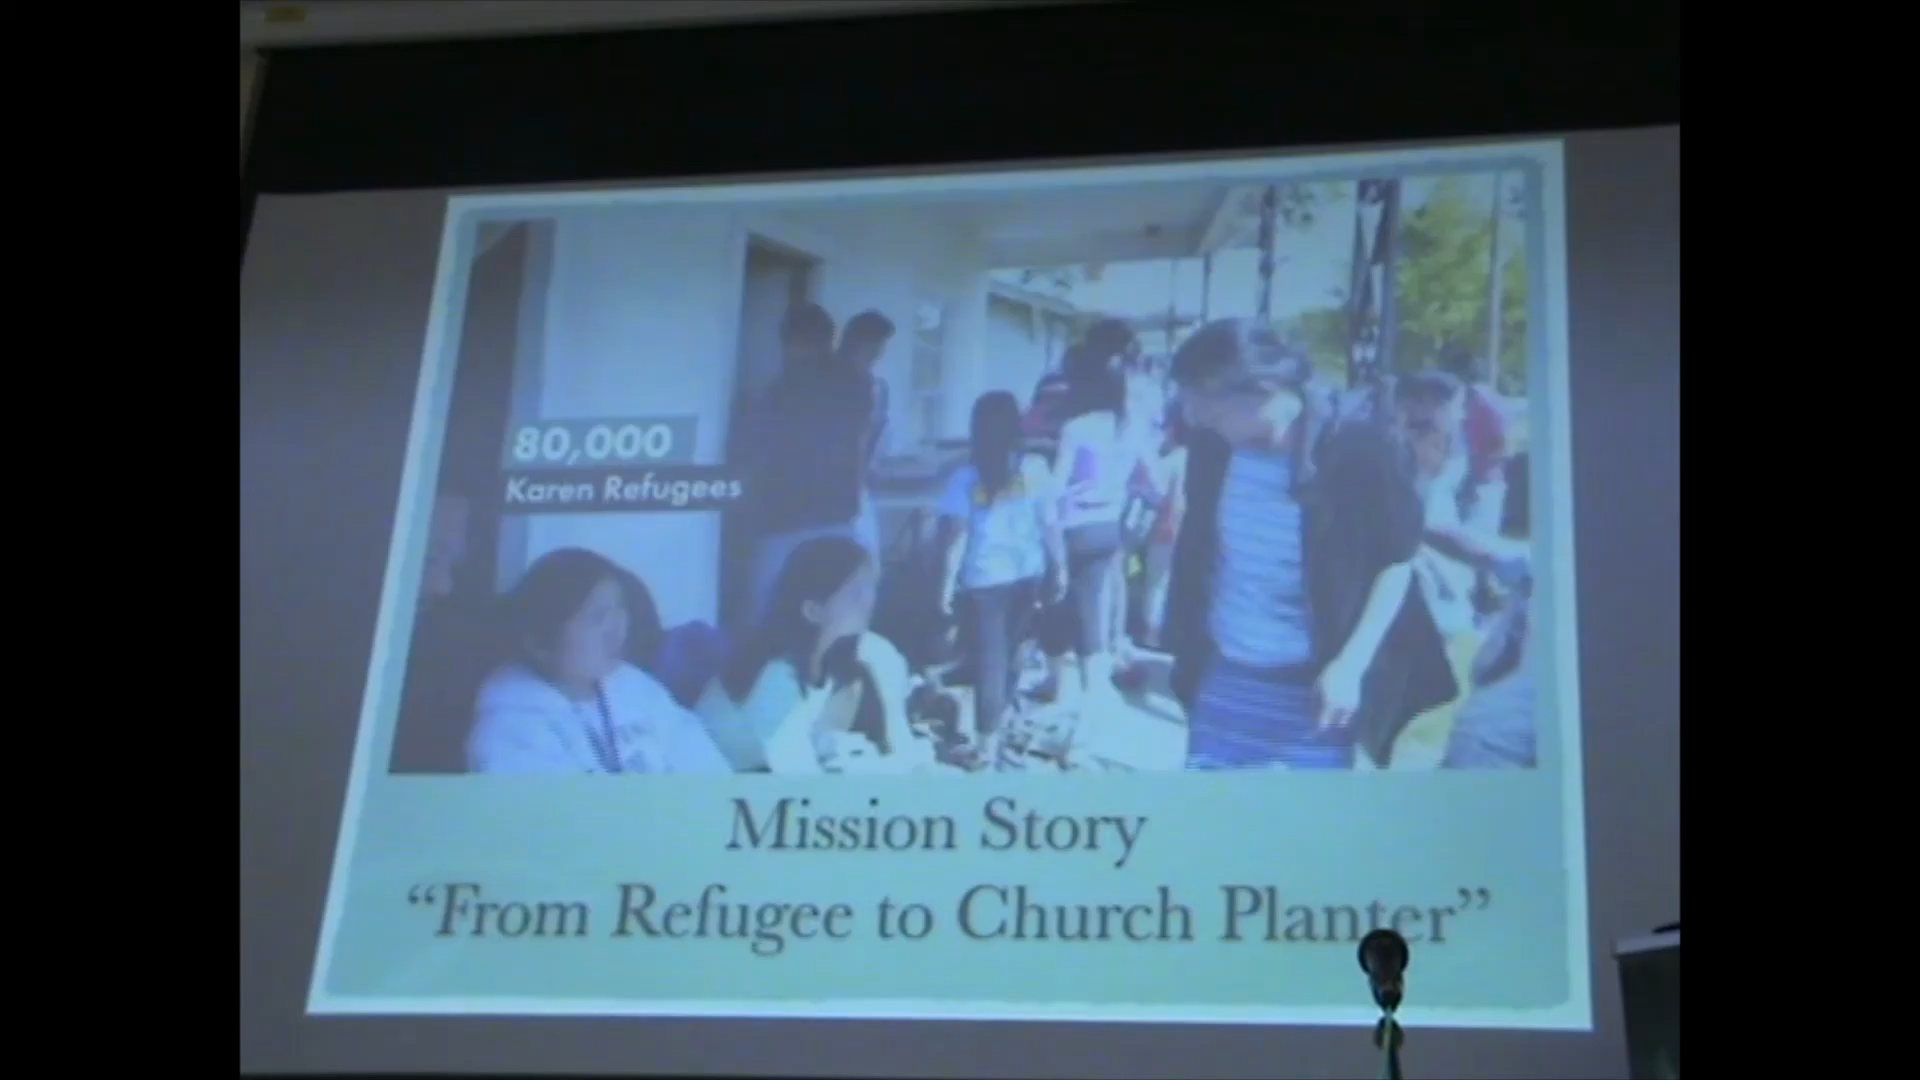 80,000
Karen Refugees
Mission Story
“From Refugee to Church Planter”